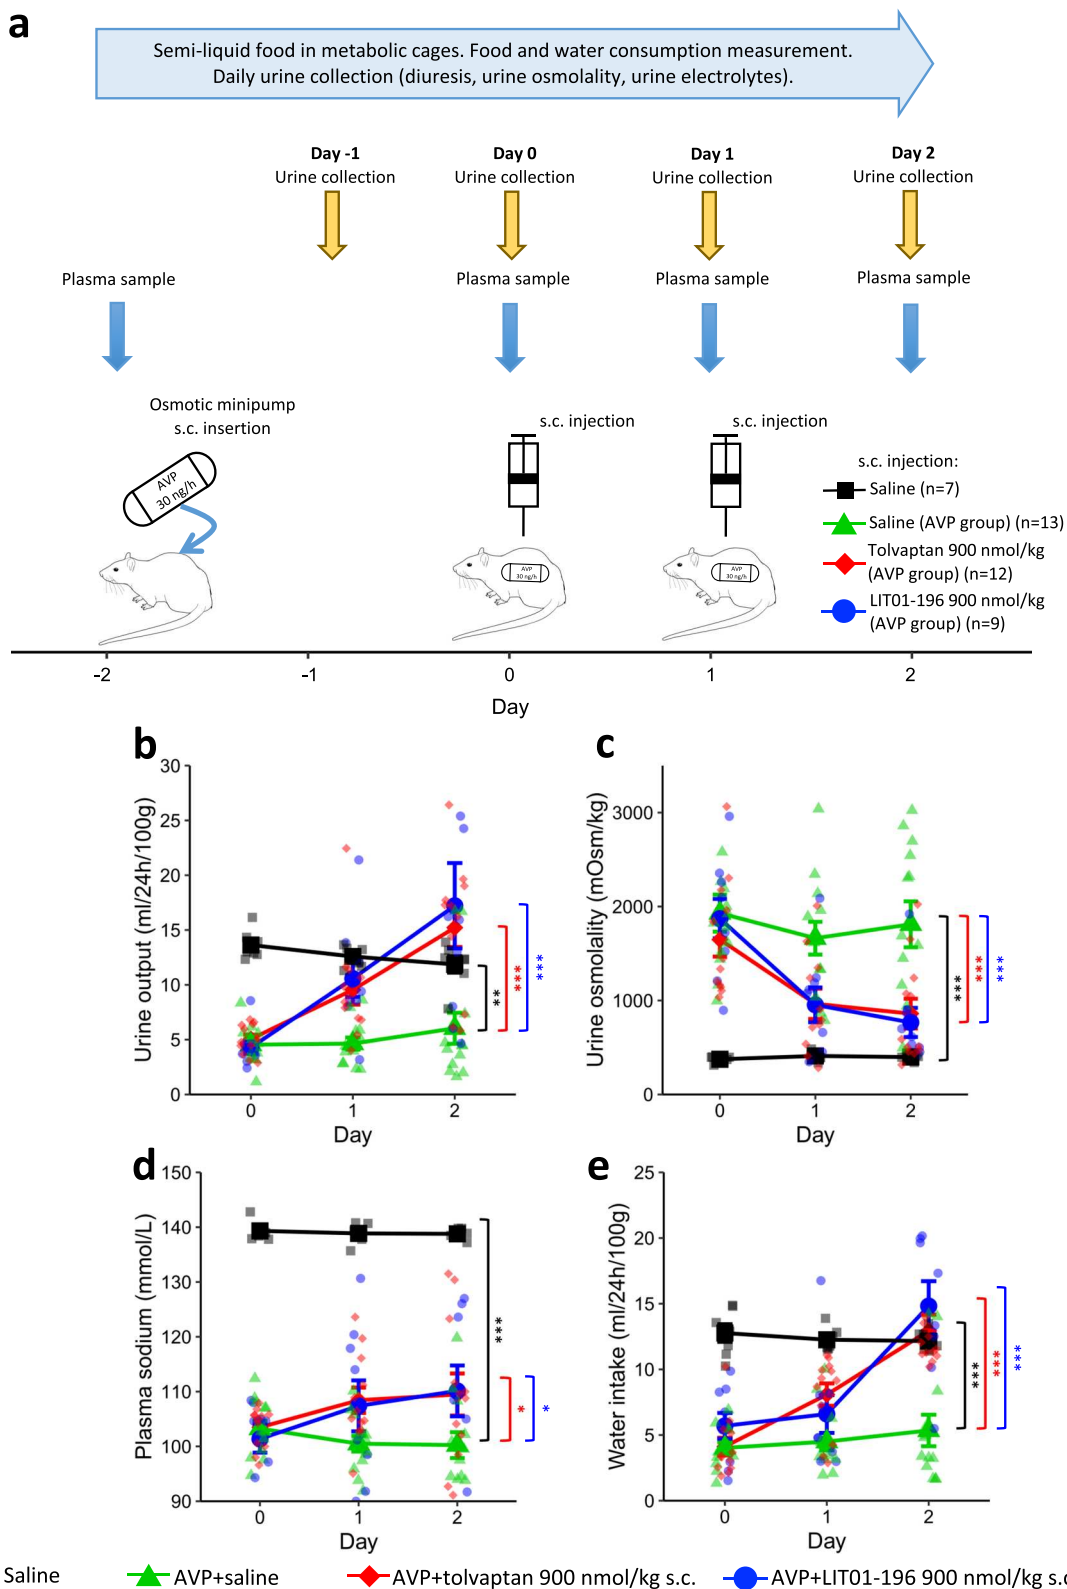 a
Semi-liquid food in metabolic cages. Food and water consumption measurement.
Daily urine collection (diuresis, urine osmolality, urine electrolytes).
Day -1
Urine collection
Day 0
Urine collection
Day 1
Urine collection
Day 2
Urine collection
Plasma sample
Plasma sample
Plasma sample
Plasma sample
Osmotic minipump
s.c. insertion
AVP
30 ng/h
s.c. injection
s.c. injection
AVP
30 ng/h
AVP
30 ng/h
s.c. injection:
Saline (n=7)
Saline (AVP group) (n=13)
Tolvaptan 900 nmol/kg
(AVP group) (n=12)
LIT01-196 900 nmol/kg
(AVP group) (n=9)
-2 -1 0 1 2
Day
b
Urine output (ml/24h/100g)
30
25
20
15
10
5
0
0 1 2
Day
**
***
***
c
Urine osmolality (mOsm/kg)
3000
2000
1000
0
0 1 2
Day
***
***
***
d
Plasma sodium (mmol/L)
150
140
130
120
110
100
90
0 1 2
Day
***
*
*
e
Water intake (ml/24h/100g)
25
20
15
10
5
0
0 1 2
Day
***
***
***
Saline
AVP+saline
AVP+tolvaptan 900 nmol/kg s.c.
AVP+LIT01-196 900 nmol/kg s.c